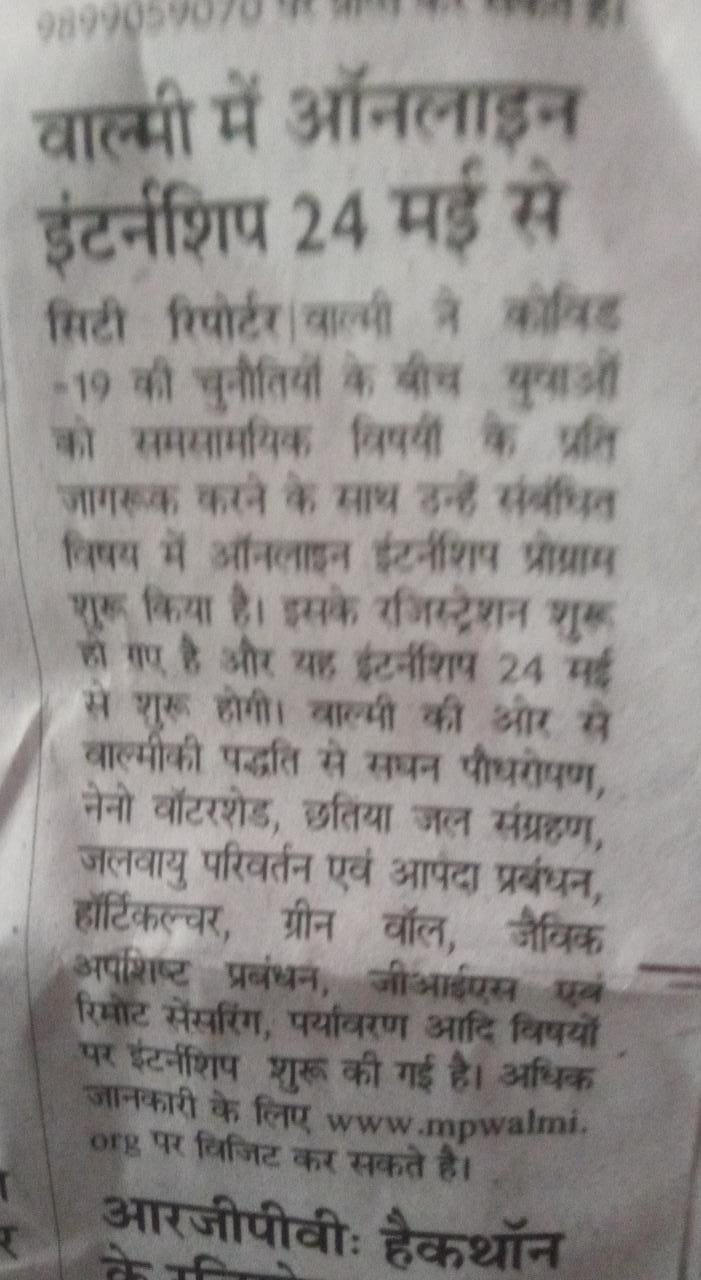 9899059070 पर प्राप्त कर सकते हैं।
वाल्मी में ऑनलाइन
इंटर्नशिप 24 मई से
सिटी रिपोर्टर|वाल्मी ने कोविड
-19 की चुनौतियों के बीच युवाओं
को समसामयिक विषयों के प्रति
जागरूक करने के साथ उन्हें संबंधित
विषय में ऑनलाइन इंटर्नशिप प्रोग्राम
शुरू किया है। इसके रजिस्ट्रेशन शुरू
हो गए है और यह इंटर्नशिप 24 मई
से शुरू होगी। वाल्मी की ओर से
वाल्मीकी पद्धति से सघन पौधरोपण,
नेनो वॉटरशेड, छतिया जल संग्रहण,
जलवायु परिवर्तन एवं आपदा प्रबंधन,
हॉर्टिकल्चर, ग्रीन वॉल, जैविक
अपशिष्ट प्रबंधन, जीआईएस एवं
रिमोट सेंसरिंग, पर्यावरण आदि विषयों
पर इंटर्नशिप शुरू की गई है। अधिक
जानकारी के लिए www.mpwalmi.
org पर विजिट कर सकते है।
आरजीपीवीः हैकथॉन
के